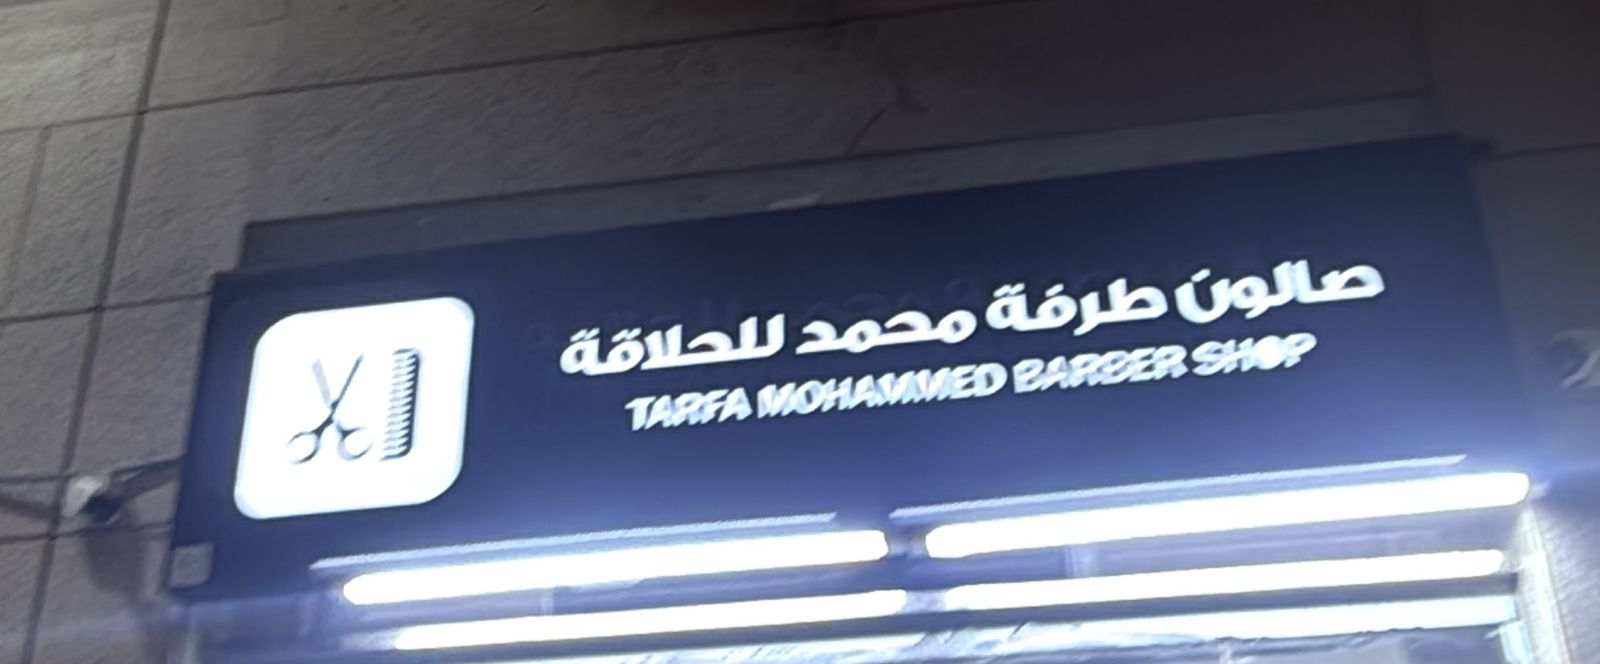 صالون طرفة محمد للحلاقة
TARFA MOHAMMED BARBER SHOP